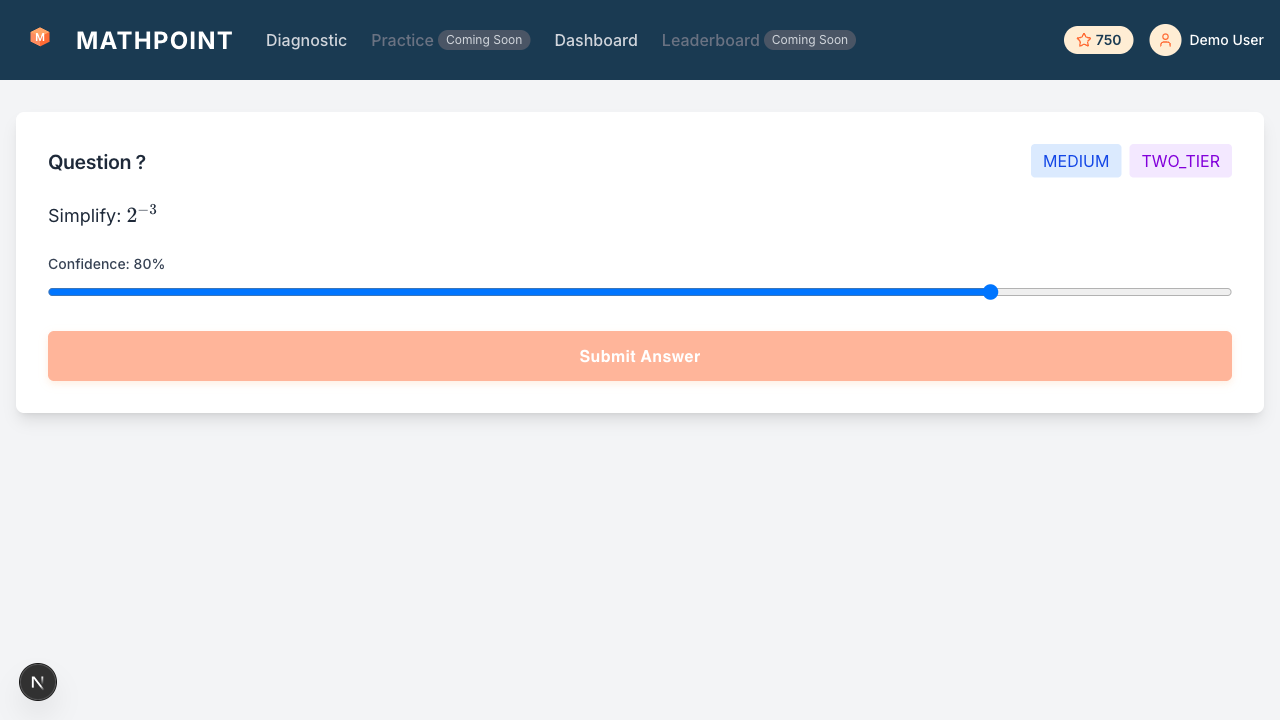 M MATHPOINT Diagnostic Practice Coming Soon Dashboard Leaderboard Coming Soon 750 Demo User
Question ? MEDIUM TWO_TIER
Simplify: 2⁻³
Confidence: 80%
Submit Answer
N